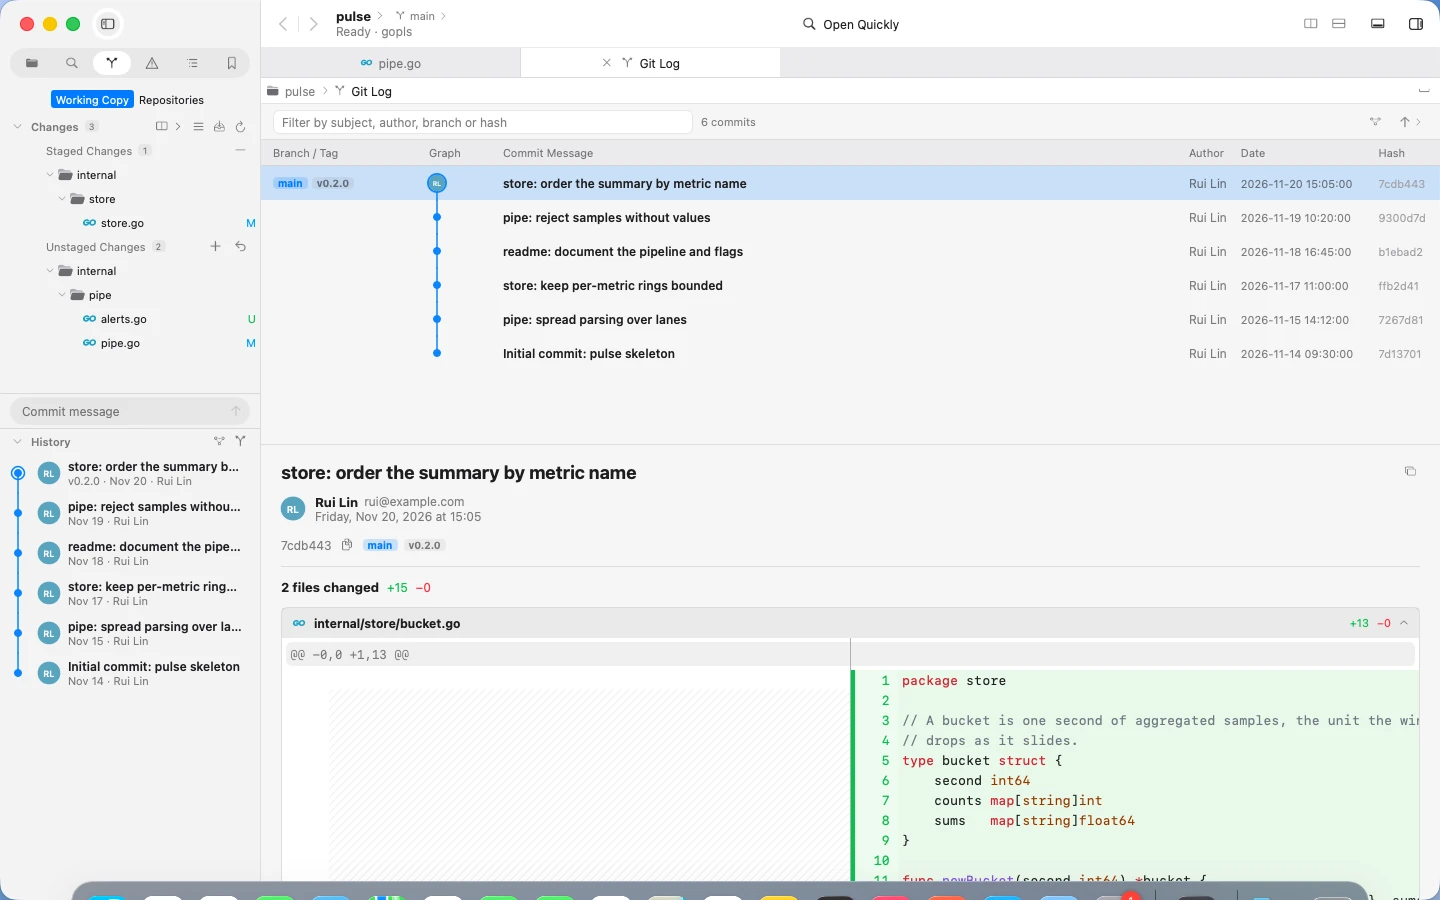 pulse
main
Ready · gopls
Open Quickly
pipe.go
Git Log
Working Copy
Repositories
pulse
Git Log
Changes 3
Filter by subject, author, branch or hash
6 commits
Staged Changes 1
internal
store
store.go M
Unstaged Changes 2
internal
pipe
alerts.go U
pipe.go M
Commit message
History
RL store: order the summary b...
v0.2.0 · Nov 20 · Rui Lin
RL pipe: reject samples withou...
Nov 19 · Rui Lin
RL readme: document the pipe...
Nov 18 · Rui Lin
RL store: keep per-metric ring...
Nov 17 · Rui Lin
RL pipe: spread parsing over la...
Nov 15 · Rui Lin
RL Initial commit: pulse skeleton
Nov 14 · Rui Lin
Branch / Tag Graph Commit Message Author Date Hash
main v0.2.0 RL store: order the summary by metric name Rui Lin 2026-11-20 15:05:00 7cdb443
pipe: reject samples without values Rui Lin 2026-11-19 10:20:00 9300d7d
readme: document the pipeline and flags Rui Lin 2026-11-18 16:45:00 b1ebad2
store: keep per-metric rings bounded Rui Lin 2026-11-17 11:00:00 ffb2d41
pipe: spread parsing over lanes Rui Lin 2026-11-15 14:12:00 7267d81
Initial commit: pulse skeleton Rui Lin 2026-11-14 09:30:00 7d13701
store: order the summary by metric name
RL Rui Lin rui@example.com
Friday, Nov 20, 2026 at 15:05
7cdb443 main v0.2.0
2 files changed +15 −0
internal/store/bucket.go +13 −0
@@ −0,0 +1,13 @@
1 package store
2
3 // A bucket is one second of aggregated samples, the unit the
4 // drops as it slides.
5 type bucket struct {
6 second int64
7 counts map[string]int
8 sums map[string]float64
9 }
10
11 func newBucket(second int64) *bucket {